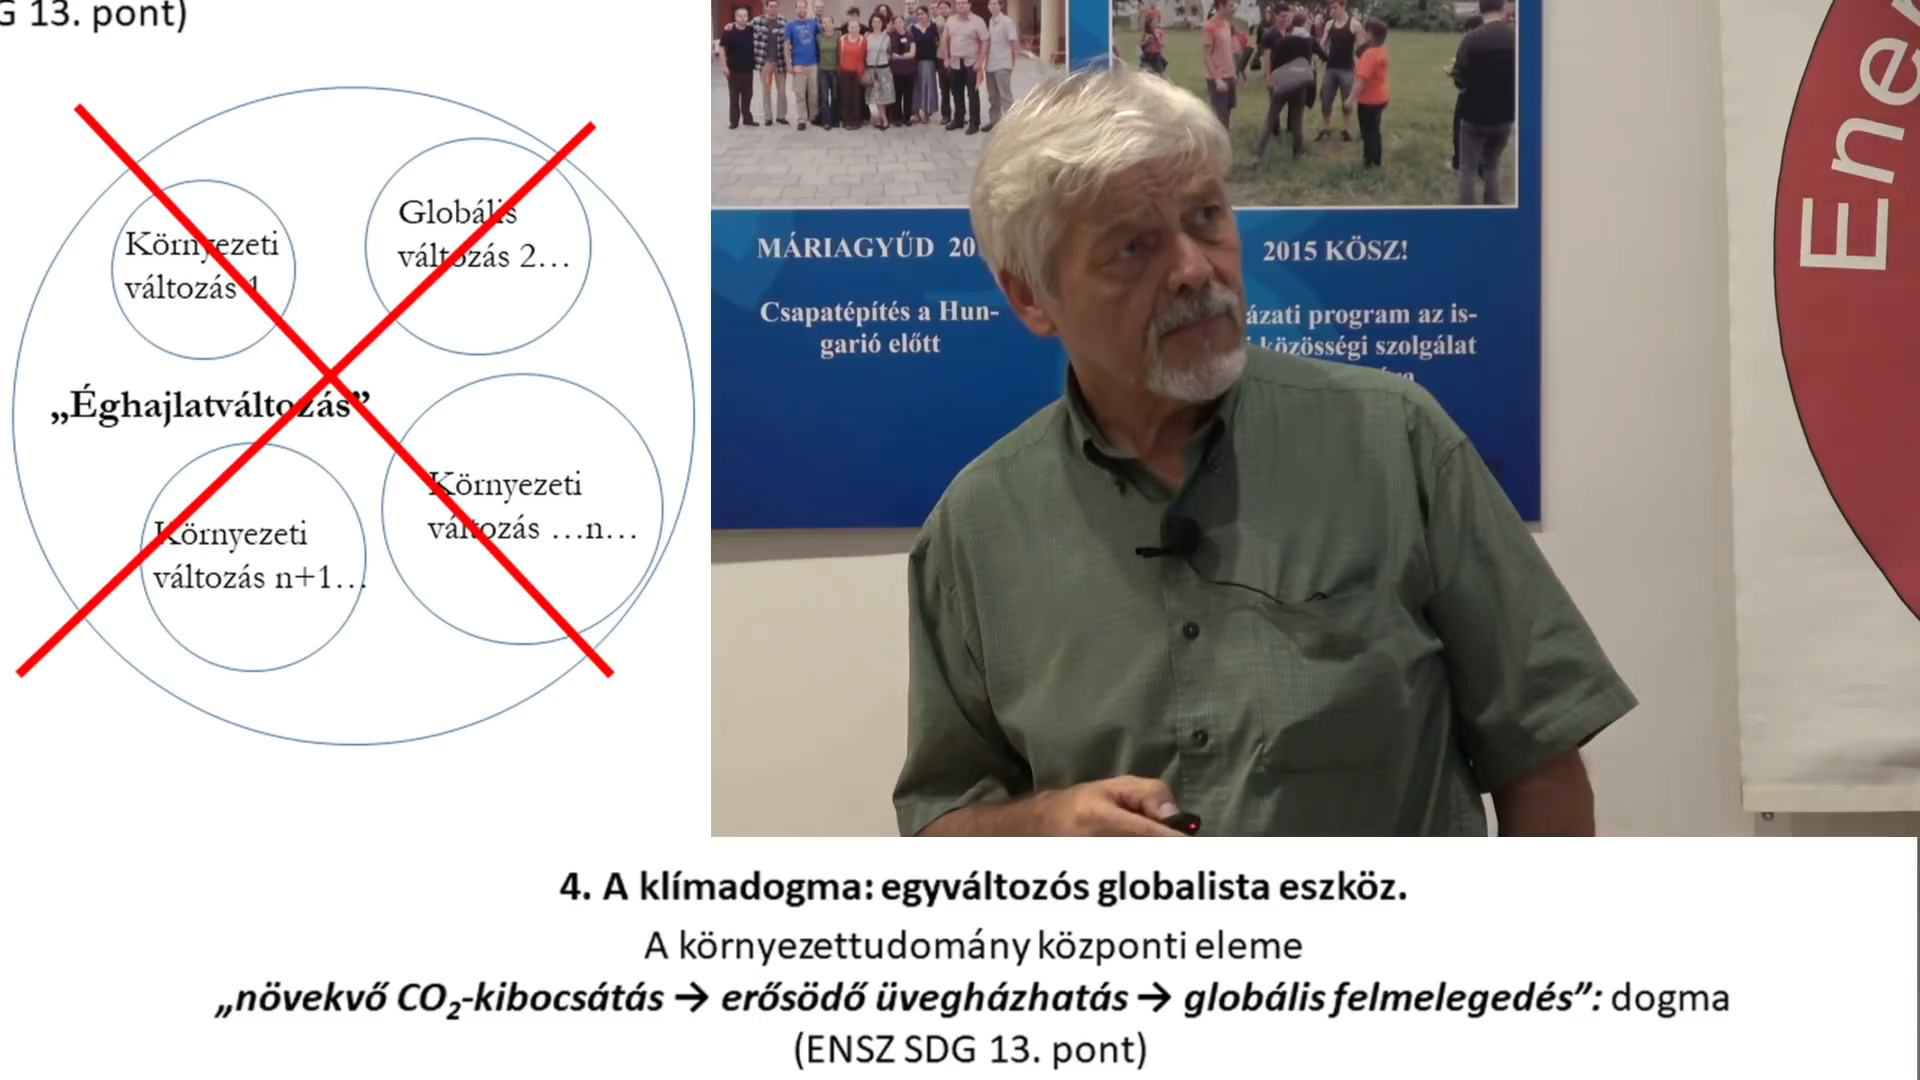 G 13. pont)
Környezeti
változás 1
Globális
változás 2…
„Éghajlatváltozás”
Környezeti
változás …n…
Környezeti
változás n+1…
MÁRIAGYŰD 20
Csapatépítés a Hun-
garió előtt
2015 KÖSZ!
ázati program az is-
közösségi szolgálat
Ener
4. A klímadogma: egyváltozós globalista eszköz.
A környezettudomány központi eleme
„növekvő CO₂-kibocsátás → erősödő üvegházhatás → globális felmelegedés”: dogma
(ENSZ SDG 13. pont)